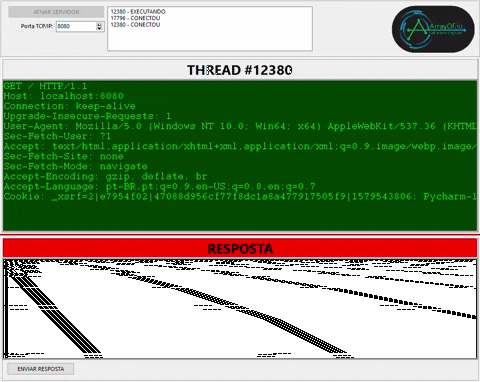 ATIVAR SERVIDOR
Porta TCP/IP: 8080
12380 - EXECUTANDO
17796 - CONECTOU
12380 - CONECTOU
ArrayOf.io
THREAD #12380
GET / HTTP/1.1
Host: localhost:8080
Connection: keep-alive
Upgrade-Insecure-Requests: 1
User-Agent: Mozilla/5.0 (Windows NT 10.0; Win64; x64) AppleWebKit/537.36 (KHTML
Sec-Fetch-User: ?1
Accept: text/html,application/xhtml+xml,application/xml;q=0.9,image/webp,image/
Sec-Fetch-Site: none
Sec-Fetch-Mode: navigate
Accept-Encoding: gzip, deflate, br
Accept-Language: pt-BR,pt;q=0.9,en-US;q=0.8,en;q=0.7
Cookie: _xsrf=2|e7954f02|47088d956cf77f8dc1a8a477917505f9|1579543806; Pycharm-1
RESPOSTA
ENVIAR RESPOSTA